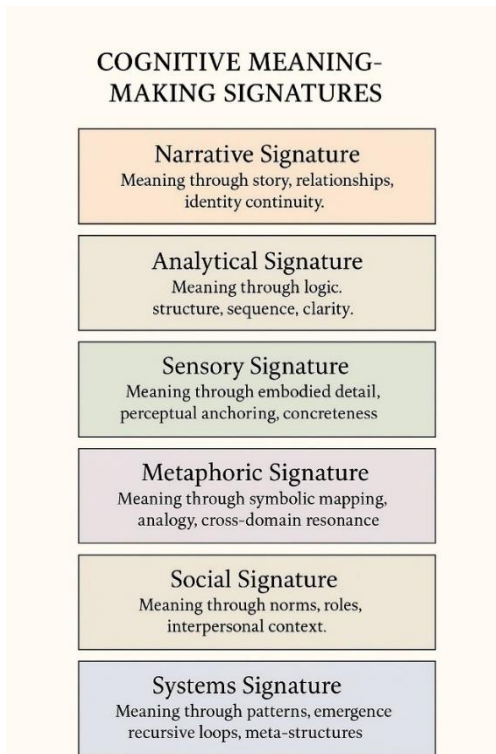 COGNITIVE MEANING-
MAKING SIGNATURES
Narrative Signature
Meaning through story, relationships,
identity continuity.
Analytical Signature
Meaning through logic.
structure, sequence, clarity.
Sensory Signature
Meaning through embodied detail,
perceptual anchoring, concreteness
Metaphoric Signature
Meaning through symbolic mapping,
analogy, cross-domain resonance
Social Signature
Meaning through norms, roles,
interpersonal context.
Systems Signature
Meaning through patterns, emergence
recursive loops, meta-structures